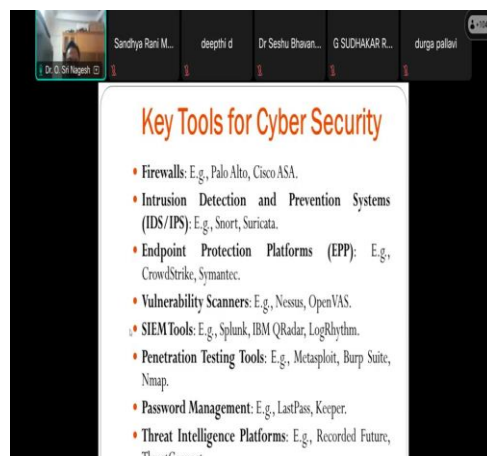 Dr. O. Sri Nagesh
Sandhya Rani M...
deepthi d
Dr Seshu Bhavan...
G SUDHAKAR R...
durga pallavi
Key Tools for Cyber Security
• Firewalls: E.g., Palo Alto, Cisco ASA.
• Intrusion Detection and Prevention Systems
(IDS/IPS): E.g., Snort, Suricata.
• Endpoint Protection Platforms (EPP): E.g.,
CrowdStrike, Symantec.
• Vulnerability Scanners: E.g., Nessus, OpenVAS.
• SIEM Tools: E.g., Splunk, IBM QRadar, LogRhythm.
• Penetration Testing Tools: E.g., Metasploit, Burp Suite,
Nmap.
• Password Management: E.g., LastPass, Keeper.
• Threat Intelligence Platforms: E.g., Recorded Future,